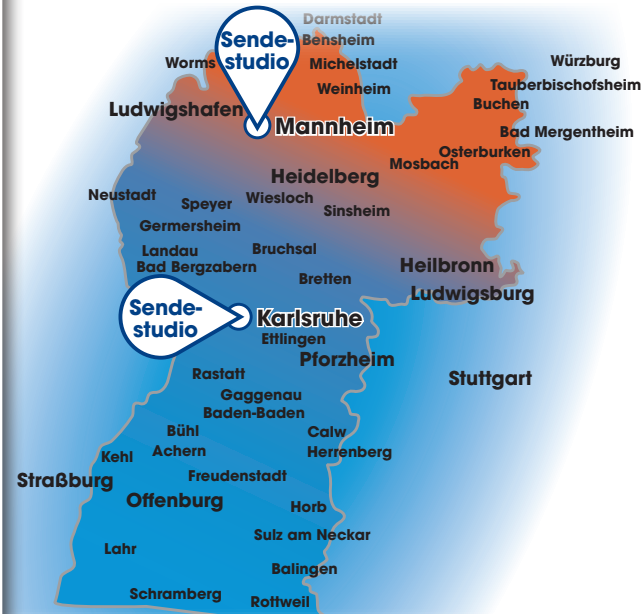 Darmstadt
Sende-
studio
Bensheim
Worms
Michelstadt
Würzburg
Weinheim
Tauberbischofsheim
Buchen
Ludwigshafen
Mannheim
Bad Mergentheim
Osterburken
Mosbach
Heidelberg
Neustadt
Speyer
Wiesloch
Sinsheim
Germersheim
Landau
Bruchsal
Bad Bergzabern
Heilbronn
Bretten
Ludwigsburg
Sende-
studio
Karlsruhe
Ettlingen
Pforzheim
Rastatt
Stuttgart
Gaggenau
Baden-Baden
Bühl
Calw
Achern
Herrenberg
Kehl
Straßburg
Freudenstadt
Offenburg
Horb
Sulz am Neckar
Lahr
Balingen
Schramberg
Rottweil